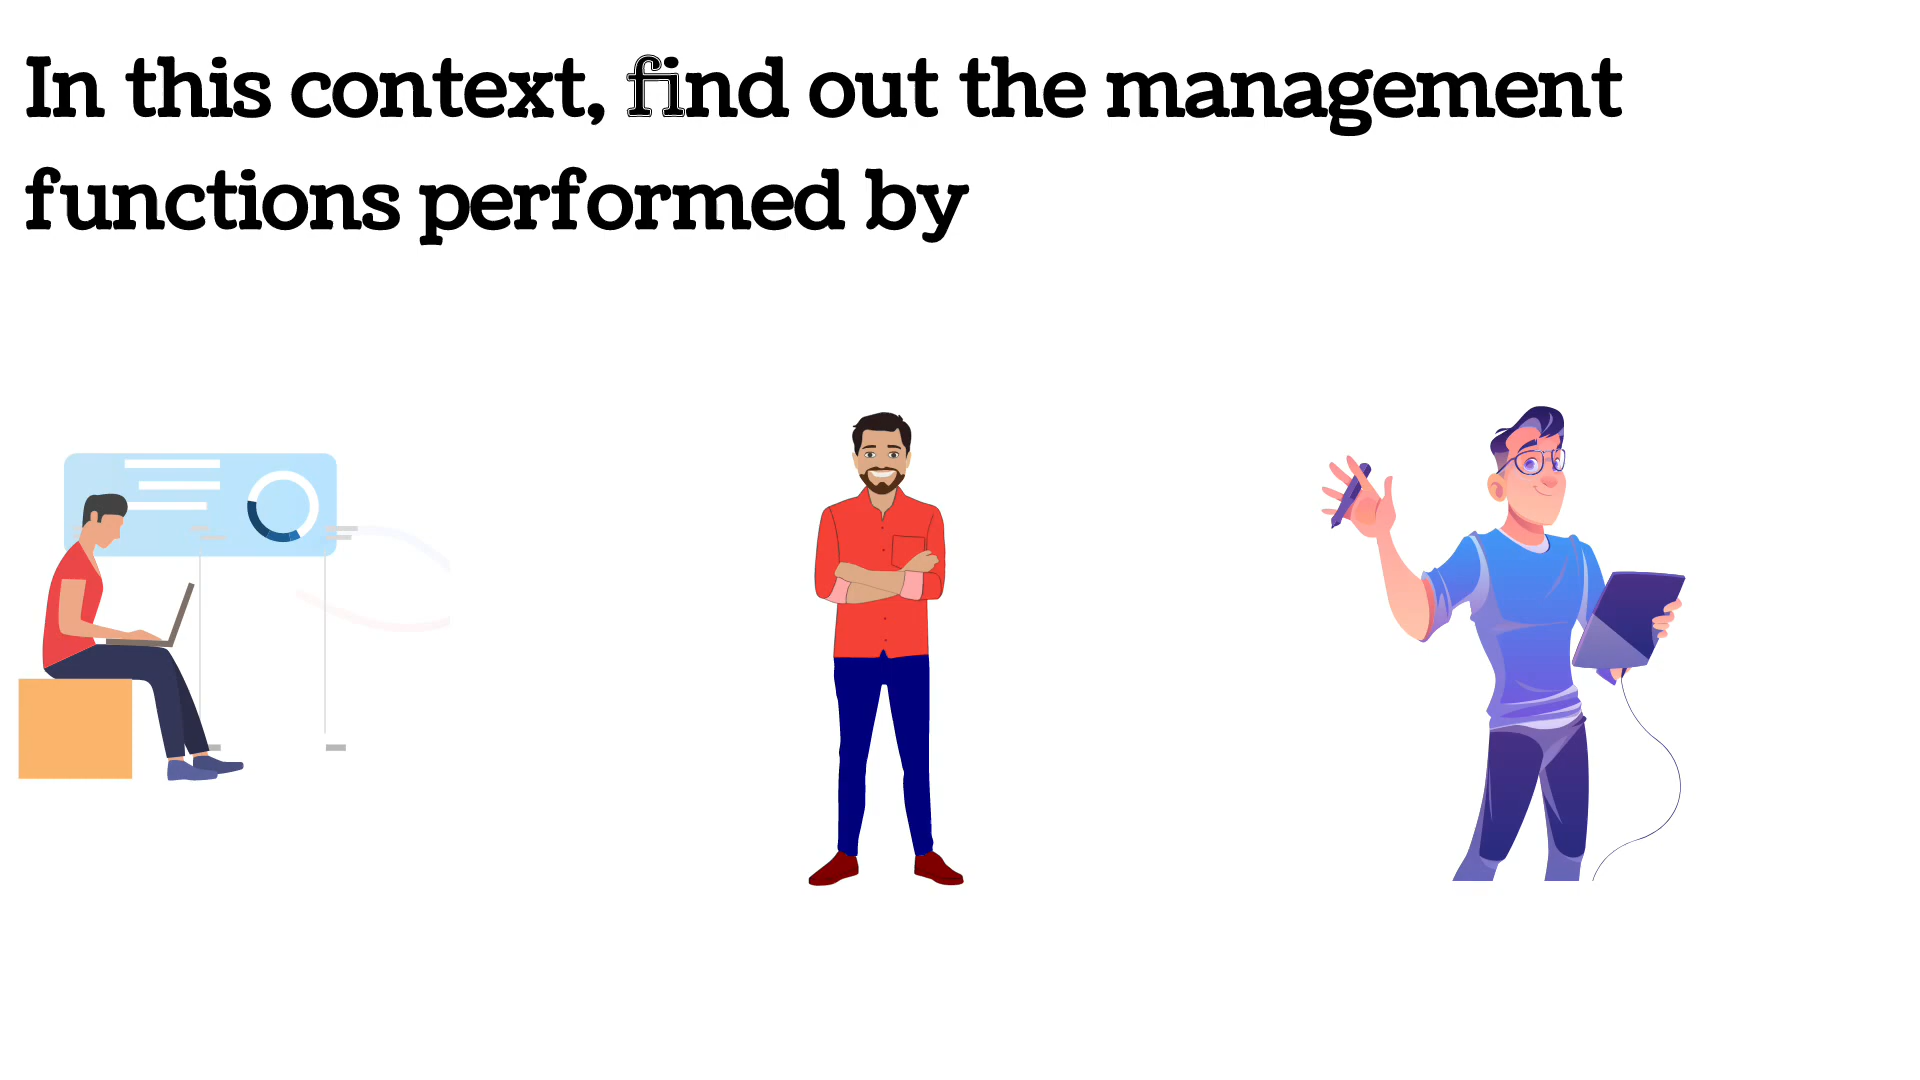 In this context, find out the management
functions performed by